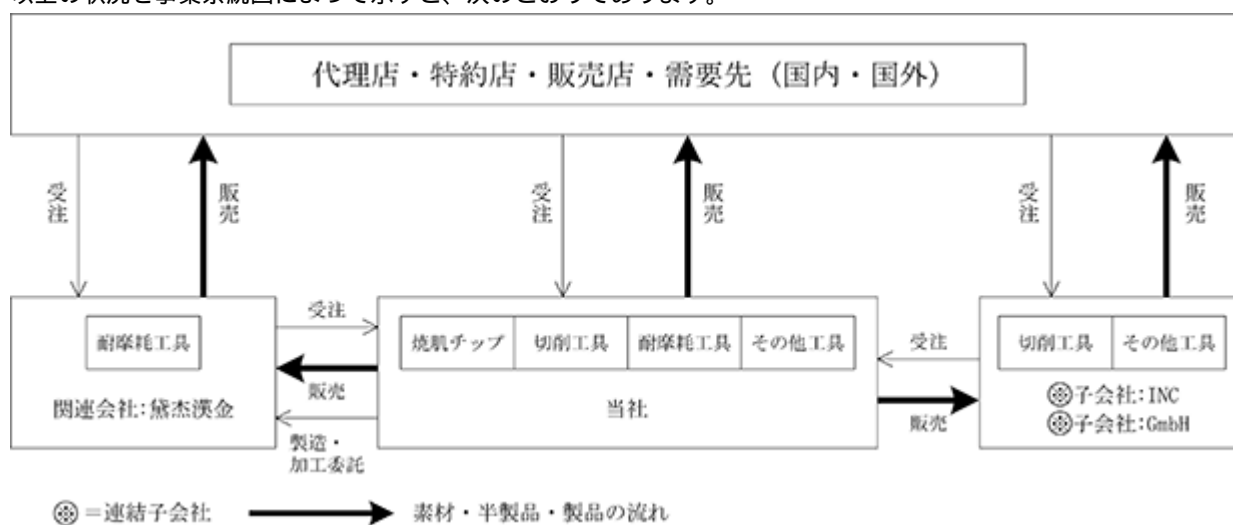 以上の状況を事業系統図によって示すと、次のとおりであります。
代理店・特約店・販売店・需要先（国内・国外）
受注
販売
受注
販売
受注
販売
耐摩耗工具
関連会社：黛杰漢金
受注
販売
製造・
加工委託
焼肌チップ
切削工具
耐摩耗工具
その他工具
当社
受注
販売
切削工具
その他工具
子会社：INC
子会社：GmbH
＝連結子会社
素材・半製品・製品の流れ